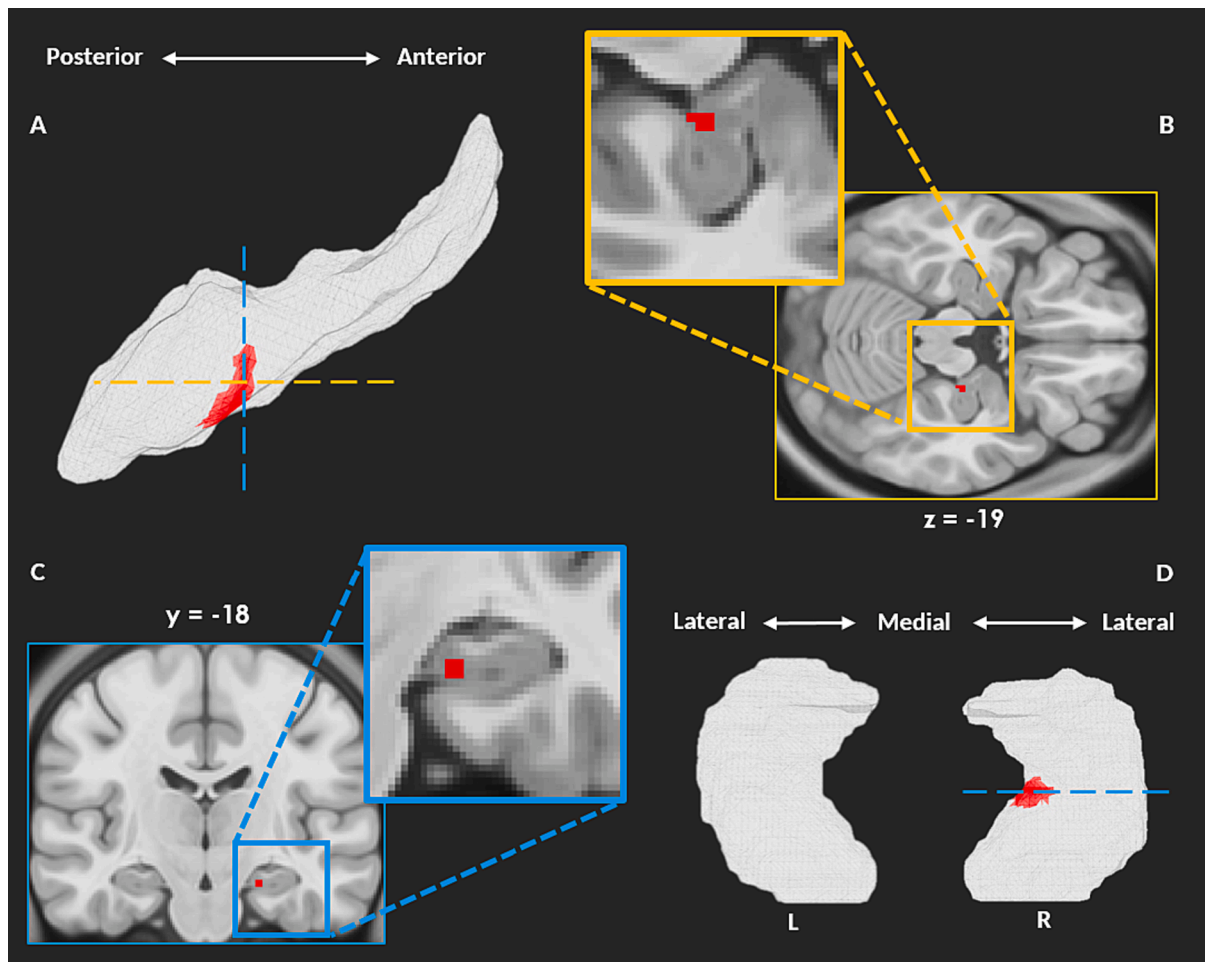 Posterior Anterior
A
B
z = -19
C
D
y = -18
Lateral Medial Lateral
L
R